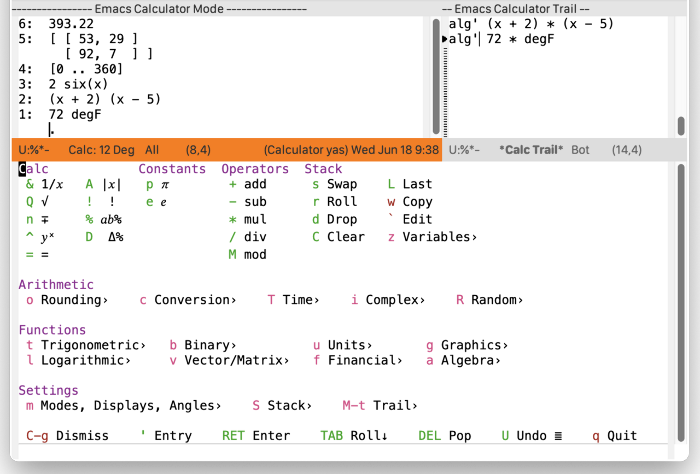 ---------------- Emacs Calculator Mode ----------------
6:  393.22
5:  [ [ 53, 29 ]
      [ 92, 7  ] ]
4:  [0 .. 360]
3:  2 six(x)
2:  (x + 2) (x − 5)
1:  72 degF
    .
-- Emacs Calculator Trail --
alg' (x + 2) * (x − 5)
alg' 72 * degF
U:%*-  Calc: 12 Deg  All  (8,4)  (Calculator yas) Wed Jun 18 9:38
U:%*-  *Calc Trail*  Bot  (14,4)
Calc  Constants  Operators  Stack
& 1/x  A |x|  p π  + add  s Swap  L Last
Q √  !  !  e e  − sub  r Roll  w Copy
n ∓  % ab%  * mul  d Drop  ` Edit
^ yˣ  D Δ%  / div  C Clear  z Variables›
= =  M mod
Arithmetic
o Rounding›  c Conversion›  T Time›  i Complex›  R Random›
Functions
t Trigonometric›  b Binary›  u Units›  g Graphics›
l Logarithmic›  v Vector/Matrix›  f Financial›  a Algebra›
Settings
m Modes, Displays, Angles›  S Stack›  M-t Trail›
C-g Dismiss  ' Entry  RET Enter  TAB Roll↓  DEL Pop  U Undo ≣  q Quit